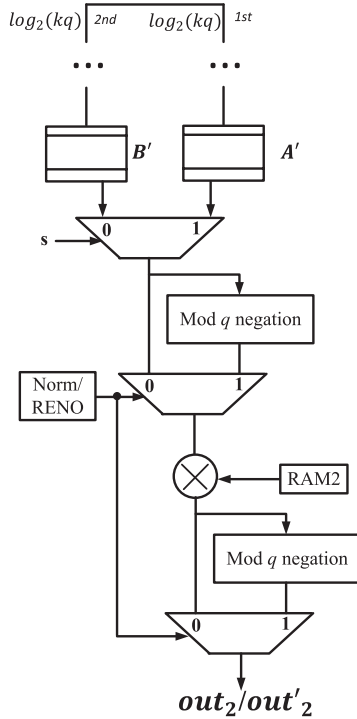 log₂(kq) 2nd log₂(kq) 1st
••• •••
B′ A′
0 1
s
Mod q negation
0 1
Norm/
RENO
RAM2
Mod q negation
0 1
out₂/out′₂